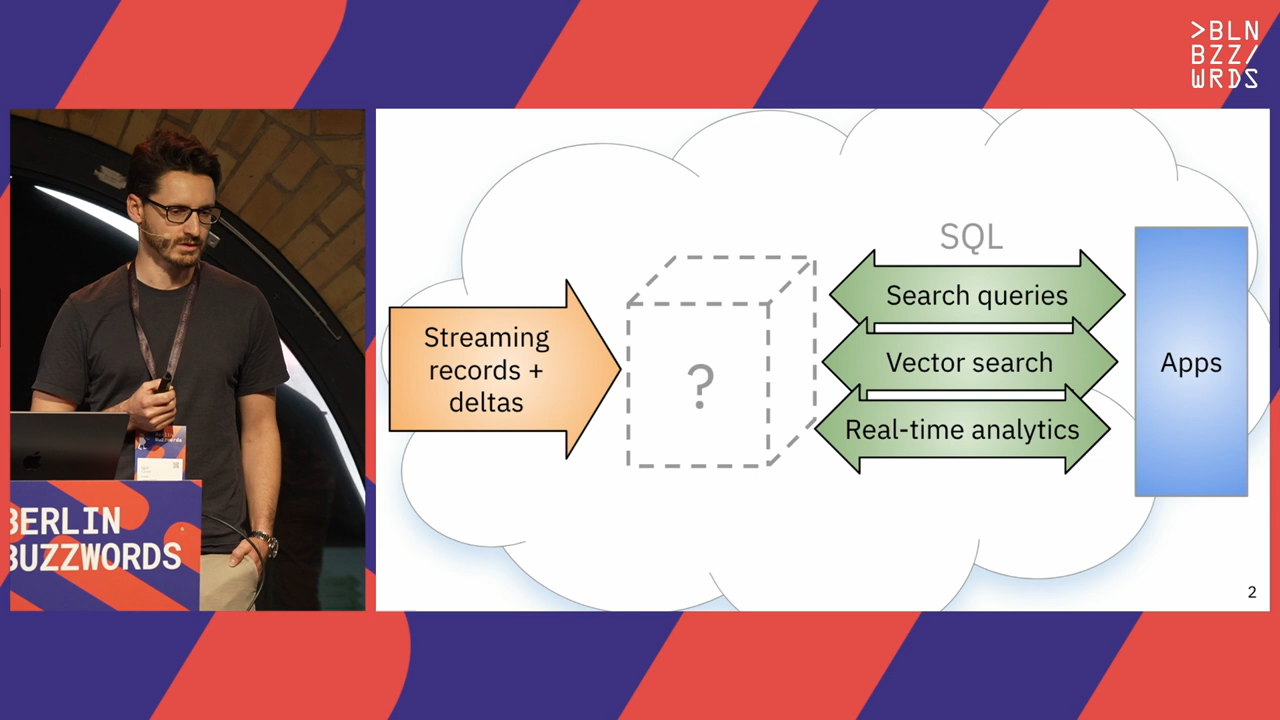 >BLN
BZZ/
WRDS
BERLIN
BUZZWORDS
Streaming
records +
deltas
?
SQL
Search queries
Vector search
Real-time analytics
Apps
2